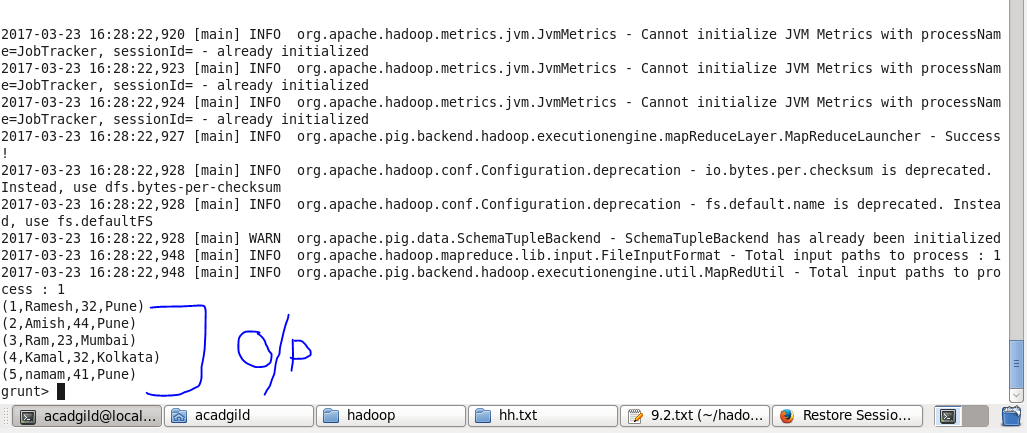 2017-03-23 16:28:22,920 [main] INFO  org.apache.hadoop.metrics.jvm.JvmMetrics - Cannot initialize JVM Metrics with processNam
e=JobTracker, sessionId= - already initialized
2017-03-23 16:28:22,923 [main] INFO  org.apache.hadoop.metrics.jvm.JvmMetrics - Cannot initialize JVM Metrics with processNam
e=JobTracker, sessionId= - already initialized
2017-03-23 16:28:22,924 [main] INFO  org.apache.hadoop.metrics.jvm.JvmMetrics - Cannot initialize JVM Metrics with processNam
e=JobTracker, sessionId= - already initialized
2017-03-23 16:28:22,927 [main] INFO  org.apache.pig.backend.hadoop.executionengine.mapReduceLayer.MapReduceLauncher - Success
!
2017-03-23 16:28:22,928 [main] INFO  org.apache.hadoop.conf.Configuration.deprecation - io.bytes.per.checksum is deprecated.
Instead, use dfs.bytes-per-checksum
2017-03-23 16:28:22,928 [main] INFO  org.apache.hadoop.conf.Configuration.deprecation - fs.default.name is deprecated. Instea
d, use fs.defaultFS
2017-03-23 16:28:22,928 [main] WARN  org.apache.pig.data.SchemaTupleBackend - SchemaTupleBackend has already been initialized
2017-03-23 16:28:22,948 [main] INFO  org.apache.hadoop.mapreduce.lib.input.FileInputFormat - Total input paths to process : 1
2017-03-23 16:28:22,948 [main] INFO  org.apache.pig.backend.hadoop.executionengine.util.MapRedUtil - Total input paths to pro
cess : 1
(1,Ramesh,32,Pune)
(2,Amish,44,Pune)
(3,Ram,23,Mumbai)
(4,Kamal,32,Kolkata)
(5,namam,41,Pune)
O/P
grunt>
acadgild@local... acadgild hadoop hh.txt 9.2.txt (~/hado... Restore Sessio...